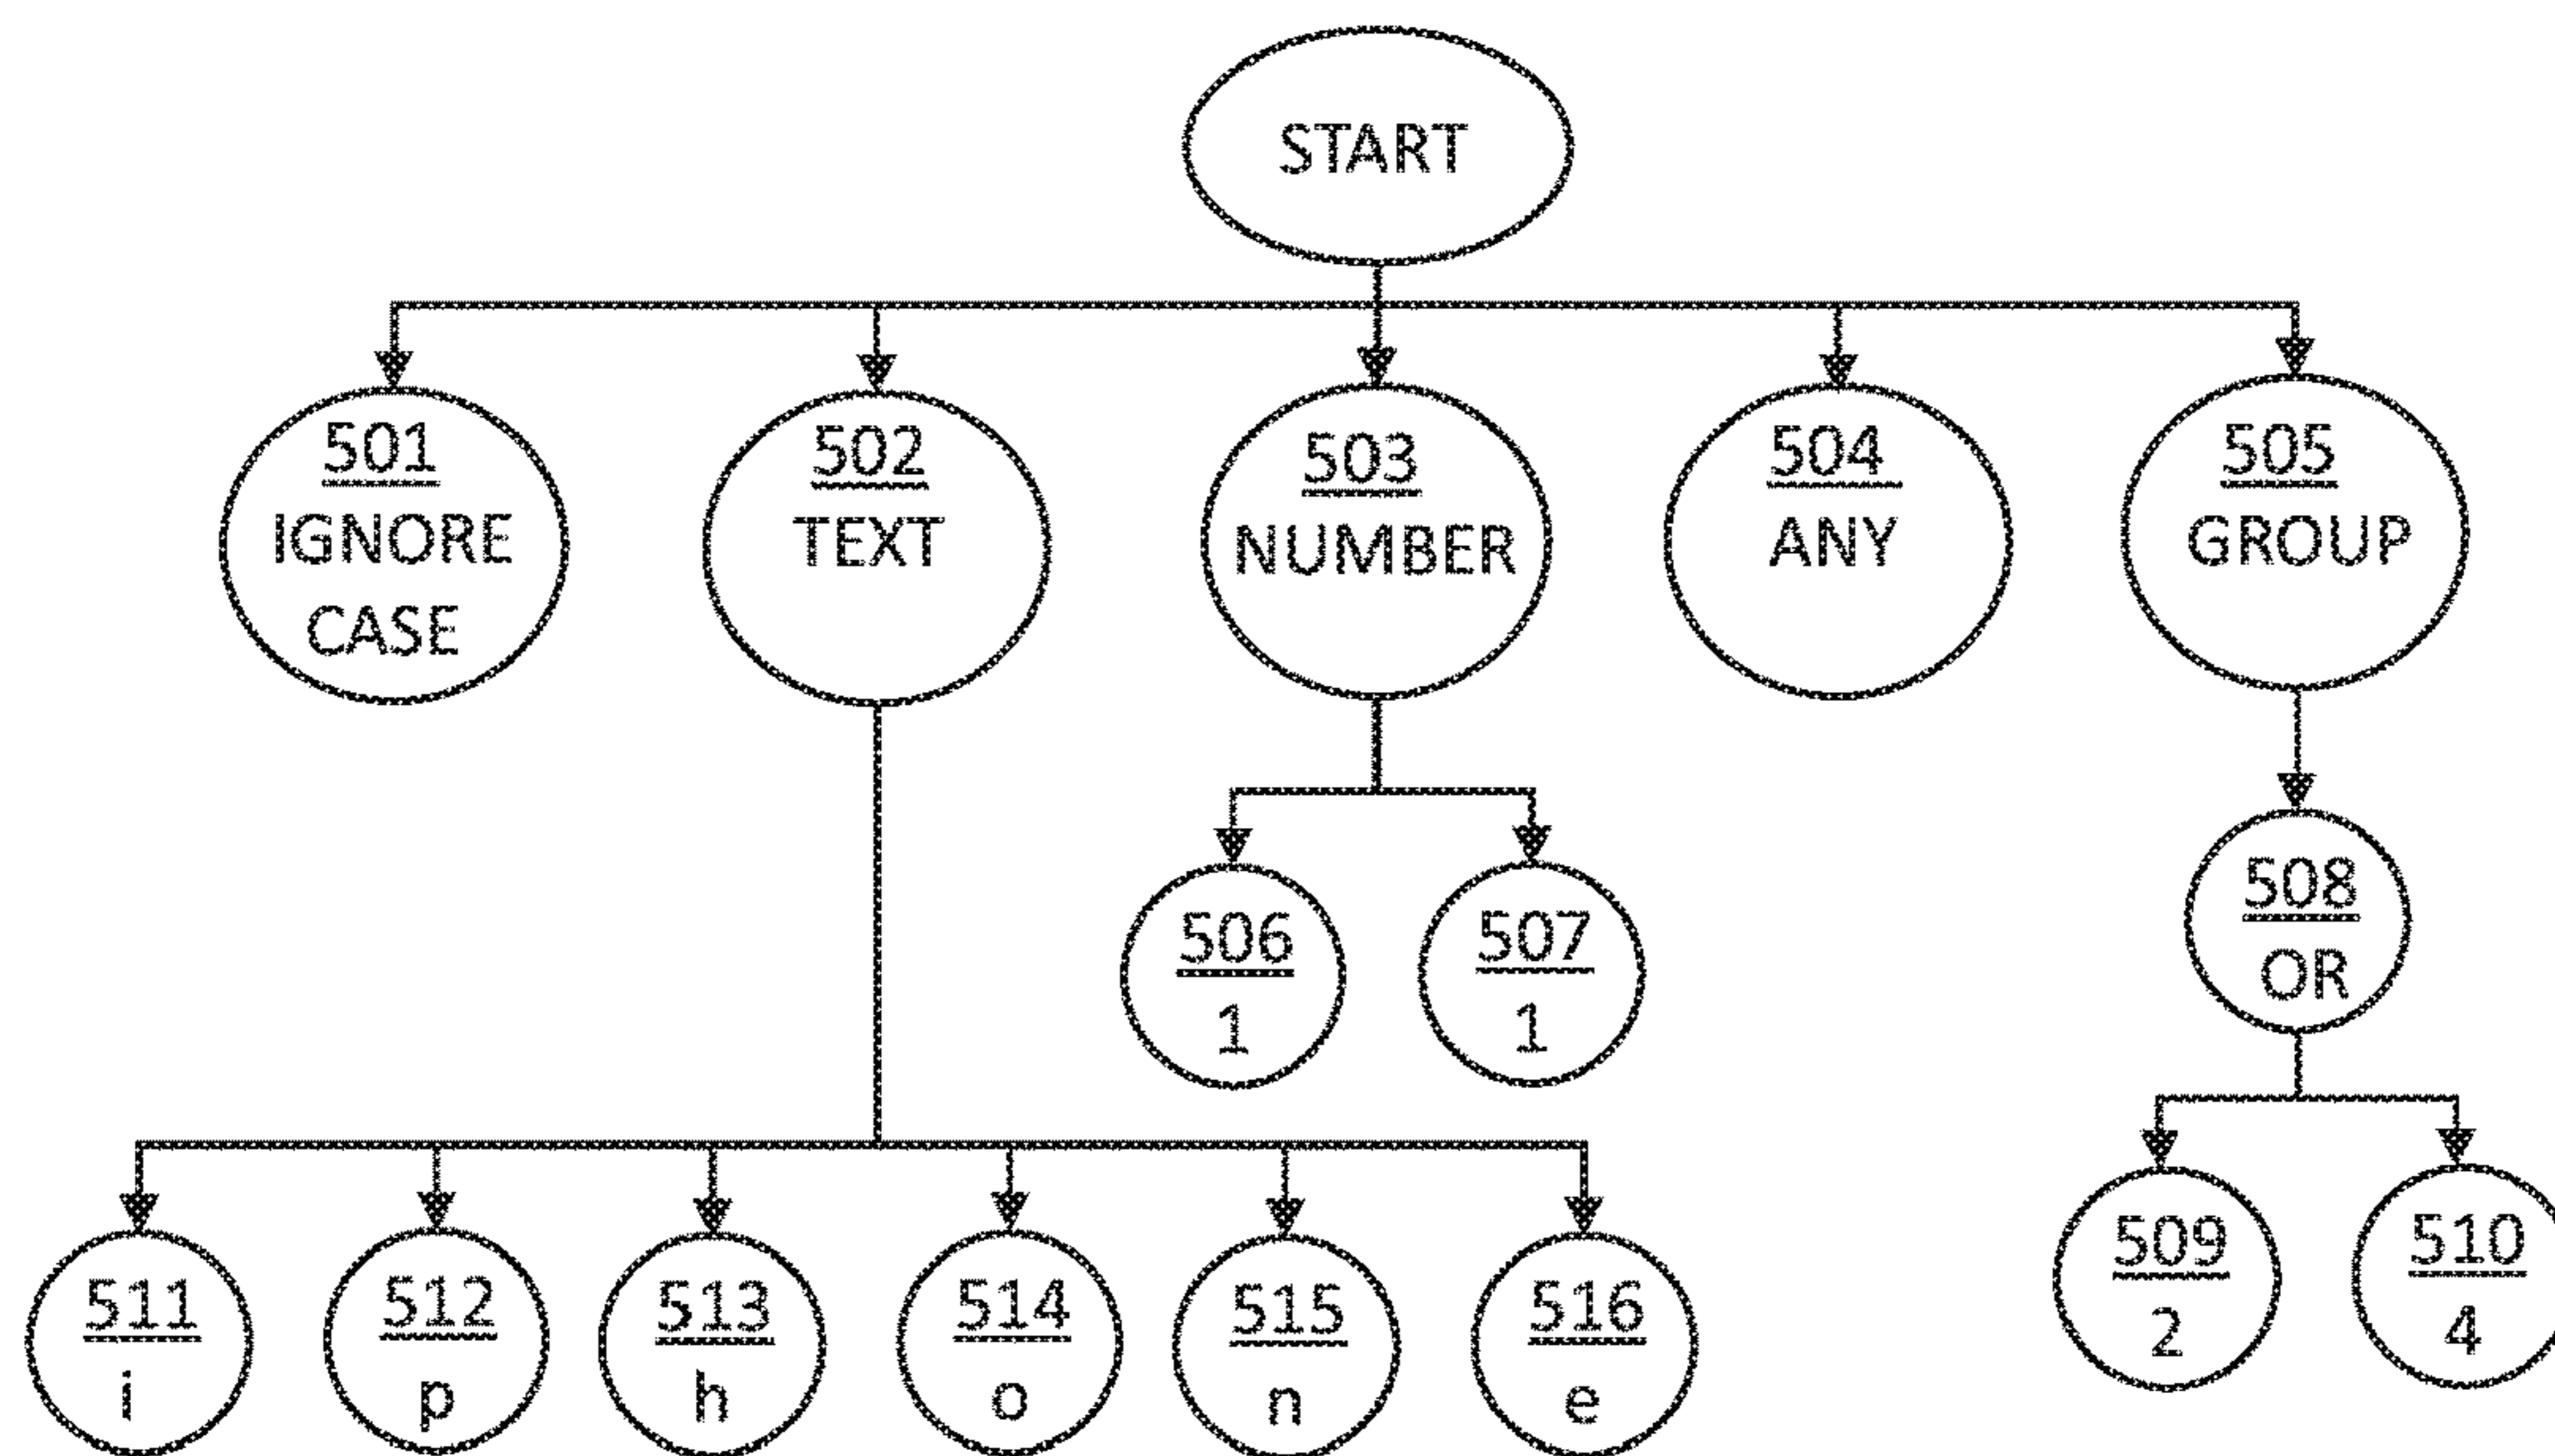 START
501
IGNORE
CASE
502
TEXT
503
NUMBER
504
ANY
505
GROUP
506
1
507
1
508
OR
509
2
510
4
511
i
512
p
513
h
514
o
515
n
516
e